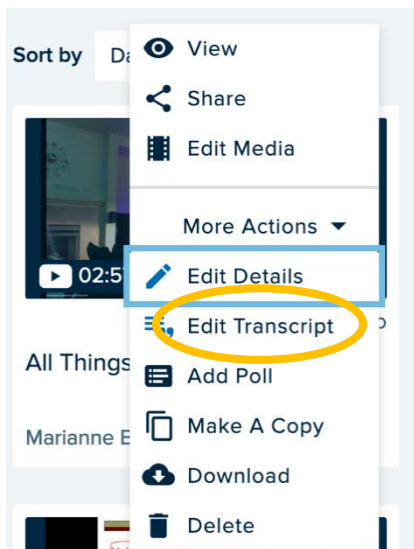 View
Sort by
Share
Edit Media
More Actions
02:5
Edit Details
Edit Transcript
All Things
Add Poll
Make A Copy
Marianne
Download
Delete